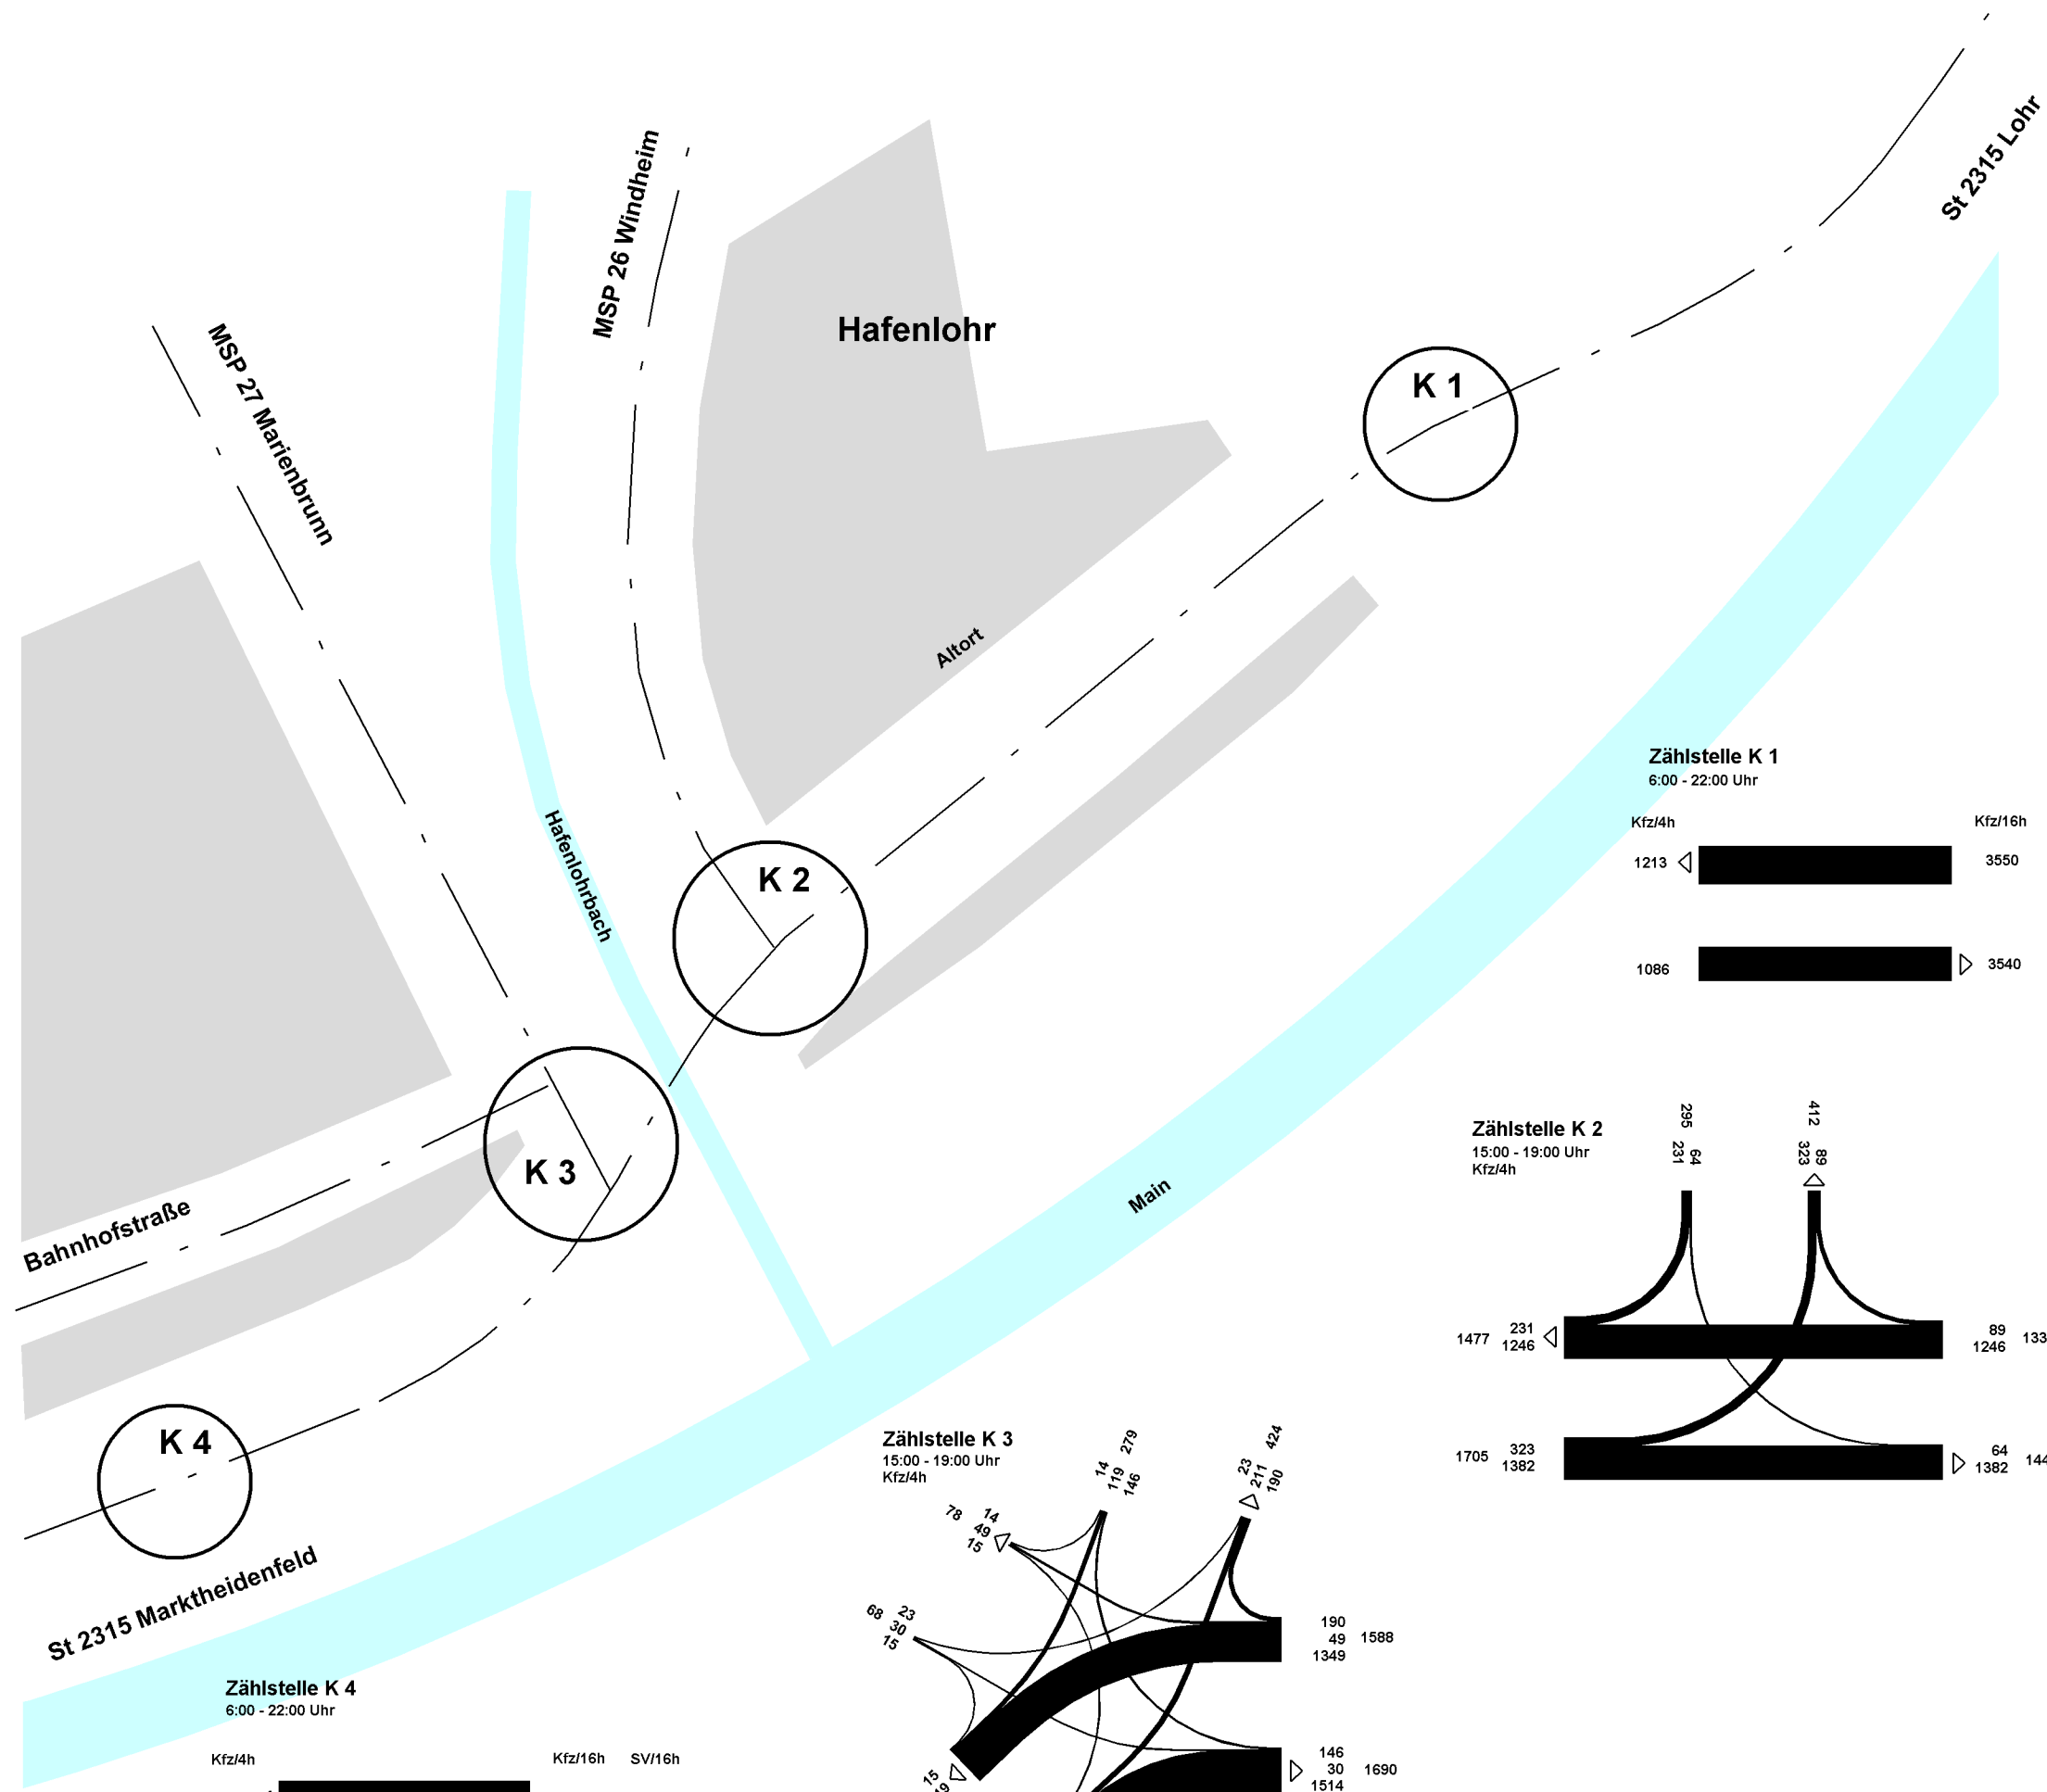 St 2315 Lohr
MSP 26 Windheim
MSP 27 Marienbrunn
Hafenlohr
K 1
Altort
Zählstelle K 1
6:00 - 22:00 Uhr
Kfz/4h Kfz/16h
1213 3550
1086 3540
Hafenlohrbach
K 2
K 3
Bahnhofstraße
Main
K 4
St 2315 Marktheidenfeld
Zählstelle K 2
15:00 - 19:00 Uhr
Kfz/4h
295
231 64
412
323 89
1477 231
1246
89
1246
1705 323
1382
64
1382
Zählstelle K 3
15:00 - 19:00 Uhr
Kfz/4h
14
119 279
146
23
211 424
190
14
78 49
15
23
68 30
15
190
49 1588
1349
146
30 1690
1514
15
Zählstelle K 4
6:00 - 22:00 Uhr
Kfz/4h Kfz/16h SV/16h